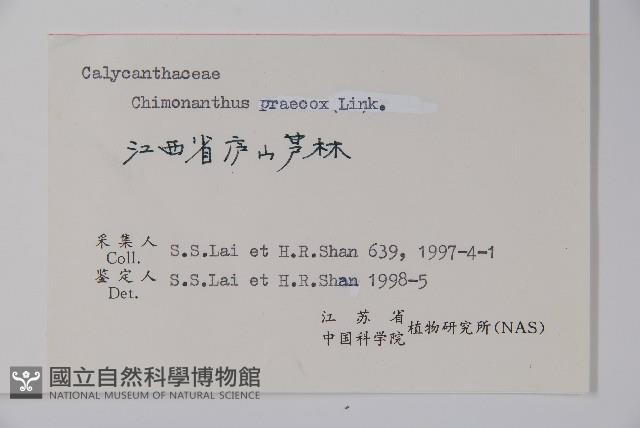 Calycanthaceae
Chimonanthus praecox Link.
江西省庐山芦林
采集人 S.S.Lai et H.R.Shan 639, 1997-4-1
Coll.
鉴定人 S.S.Lai et H.R.Shan 1998-5
Det.
江苏省
中国科学院 植物研究所(NAS)
國立自然科學博物館
NATIONAL MUSEUM OF NATURAL SCIENCE